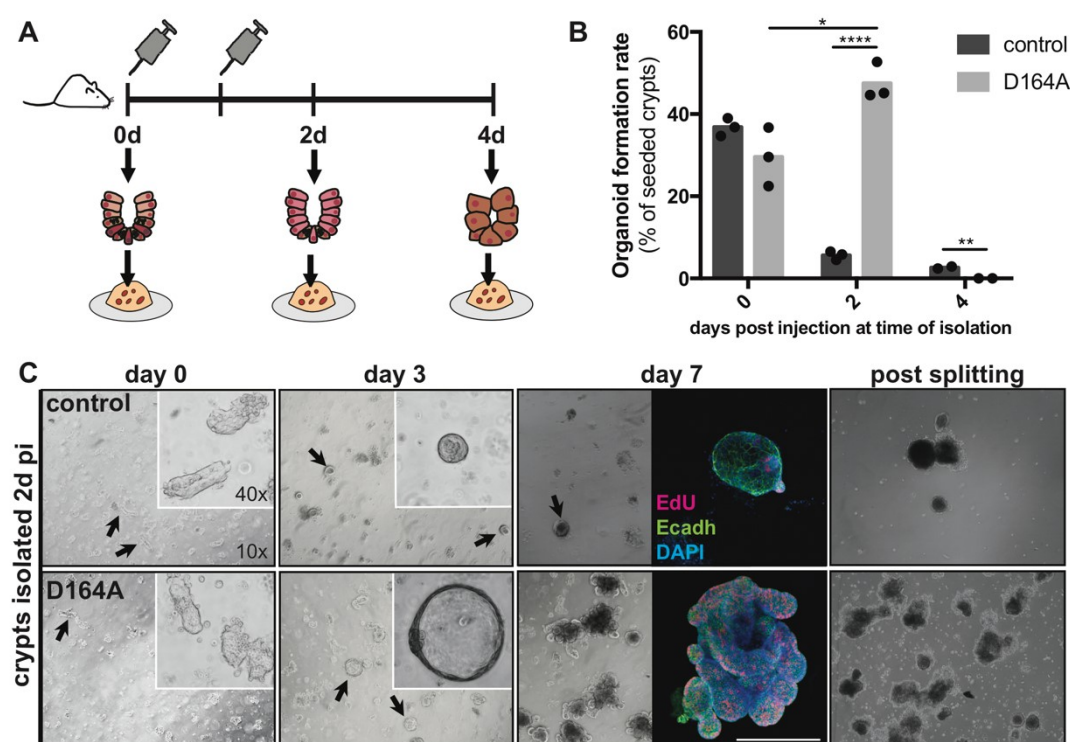 A
0d
2d
4d
B
Organoid formation rate
(% of seeded crypts)
60
40
20
0
*
****
**
control
D164A
0
2
4
days post injection at time of isolation
C
day 0
day 3
day 7
post splitting
crypts isolated 2d pi
control
40x
10x
EdU
Ecadh
DAPI
D164A